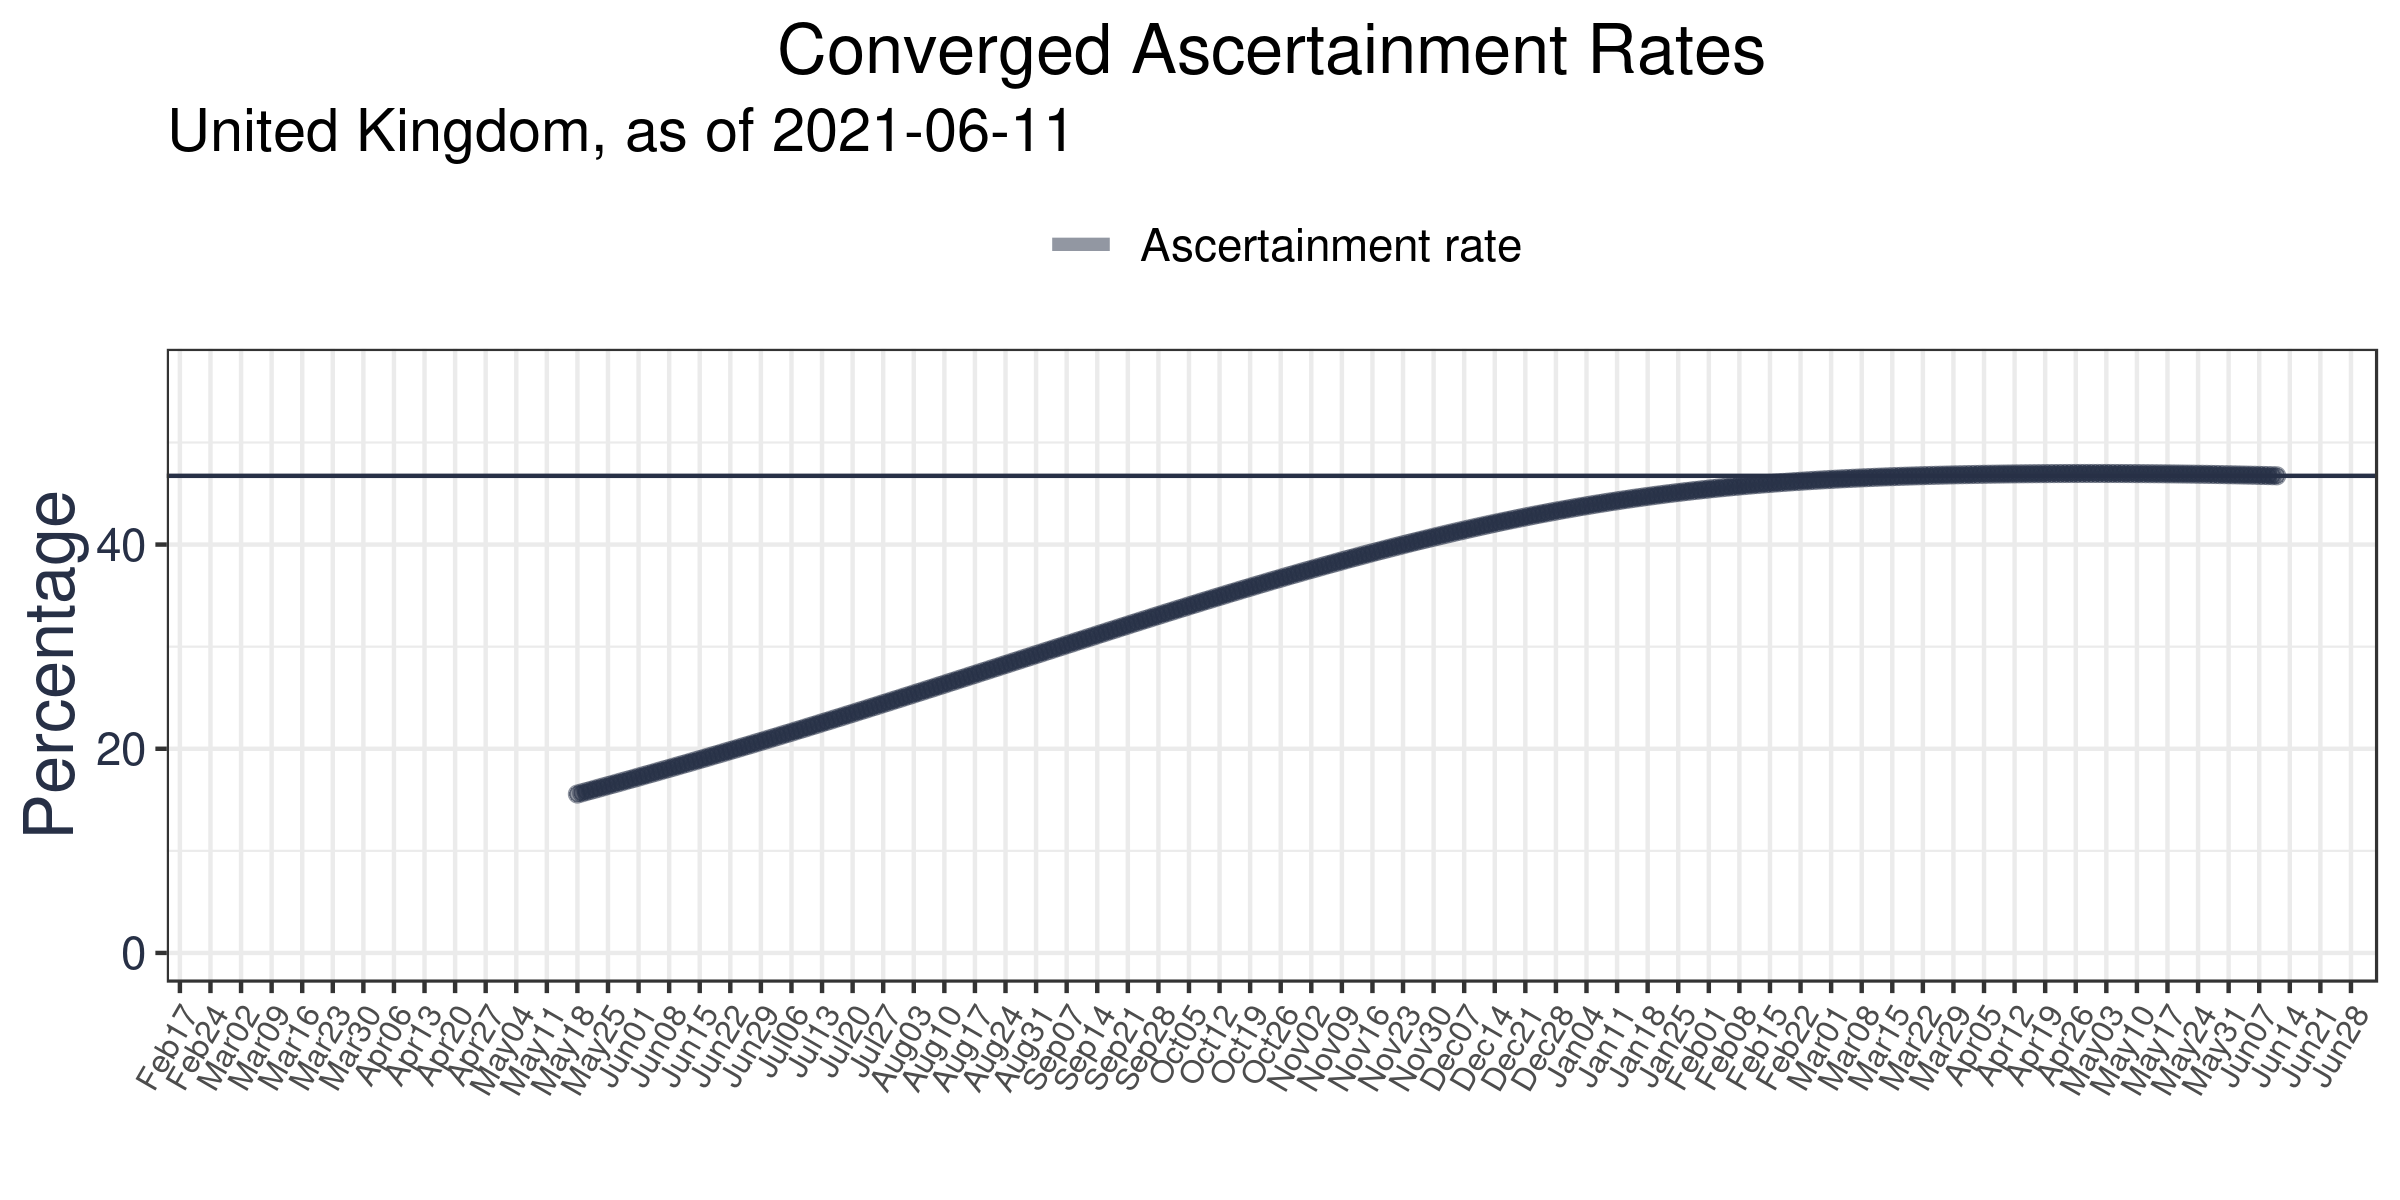 Converged Ascertainment Rates
United Kingdom, as of 2021-06-11
Ascertainment rate
Percentage
40
20
0
Feb17
Feb24
Mar02
Mar09
Mar16
Mar23
Mar30
Apr06
Apr13
Apr20
Apr27
May04
May11
May18
May25
Jun01
Jun08
Jun15
Jun22
Jun29
Jul06
Jul13
Jul20
Jul27
Aug03
Aug10
Aug17
Aug24
Aug31
Sep07
Sep14
Sep21
Sep28
Oct05
Oct12
Oct19
Oct26
Nov02
Nov09
Nov16
Nov23
Nov30
Dec07
Dec14
Dec21
Dec28
Jan04
Jan11
Jan18
Jan25
Feb01
Feb08
Feb15
Feb22
Mar01
Mar08
Mar15
Mar22
Mar29
Apr05
Apr12
Apr19
Apr26
May03
May10
May17
May24
May31
Jun07
Jun14
Jun21
Jun28